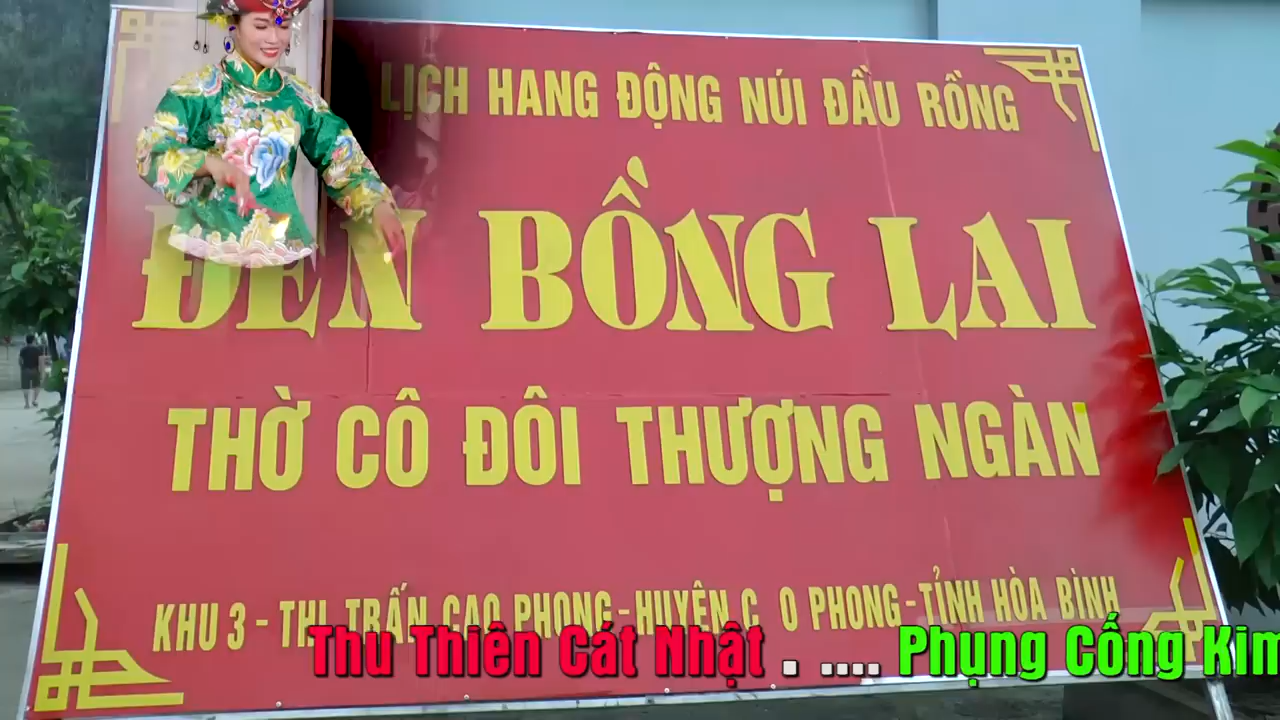 LỊCH HANG ĐỘNG NÚI ĐẦU RỒNG
ĐỀN BỒNG LAI
THỜ CÔ ĐÔI THƯỢNG NGÀN
KHU 3 - THỊ TRẤN CAO PHONG - HUYỆN C O PHONG - TỈNH HÒA BÌNH
Thu Thiên Cát Nhật . .... Phụng Cống Kim